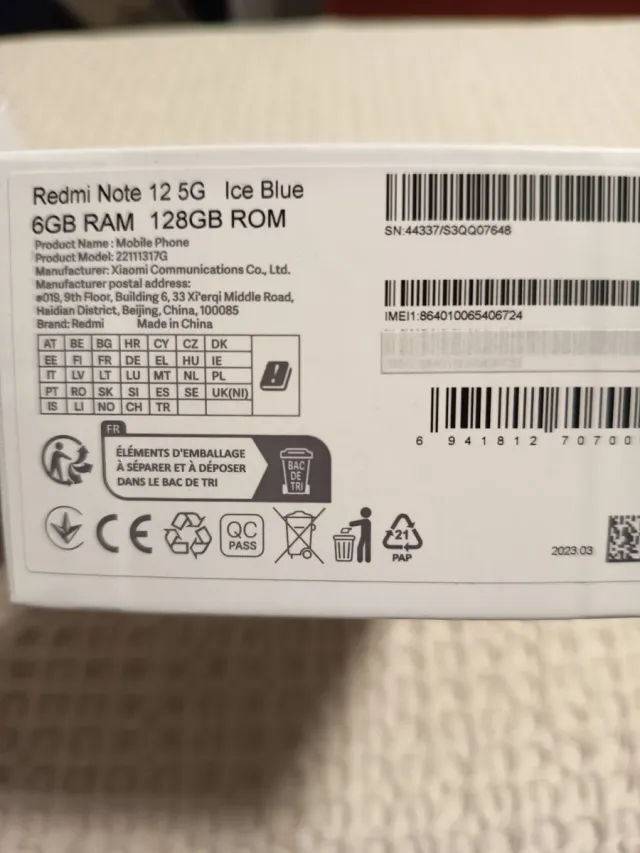 Redmi Note 12 5G Ice Blue
6GB RAM 128GB ROM
Product Name : Mobile Phone
Product Model: 22111317G
Manufacturer: Xiaomi Communications Co., Ltd.
Manufacturer postal address:
#019, 9th Floor, Building 6, 33 Xi'erqi Middle Road,
Haidian District, Beijing, China, 100085
Brand: Redmi Made in China
AT BE BG HR CY CZ DK
EE FI FR DE EL HU IE
IT LV LT LU MT NL PL
PT RO SK SI ES SE UK(NI)
IS LI NO CH TR
FR
ÉLÉMENTS D'EMBALLAGE
À SÉPARER ET À DÉPOSER
DANS LE BAC DE TRI
BAC
DE
TRI
CE
QC
PASS
21
PAP
SN:44337/S3QQ07648
IMEI1:864010065406724
6 941812 70700
2023.03